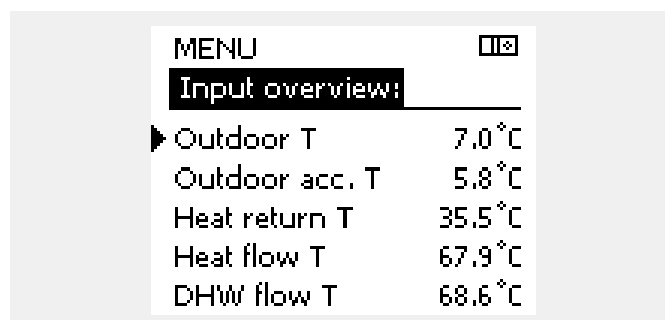 MENU
Input overview:
Outdoor T 7.0°C
Outdoor acc. T 5.8°C
Heat return T 35.5°C
Heat flow T 67.9°C
DHW flow T 68.6°C